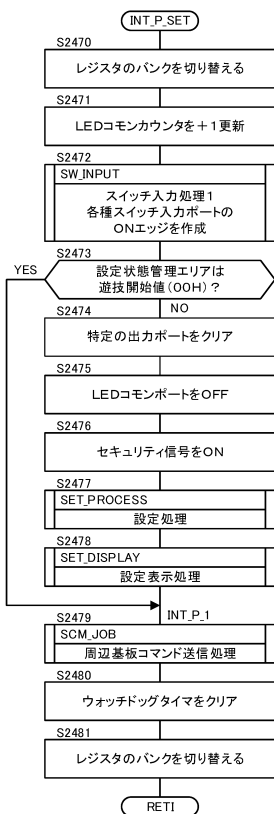 INT_P_SET
S2470
レジスタのバンクを切り替える
S2471
LEDコモンカウンタを+1更新
S2472
SW_INPUT
スイッチ入力処理1
各種スイッチ入力ポートの
ONエッジを作成
S2473
YES
設定状態管理エリアは
遊技開始値(00H)?
NO
S2474
特定の出力ポートをクリア
S2475
LEDコモンポートをOFF
S2476
セキュリティ信号をON
S2477
SET_PROCESS
設定処理
S2478
SET_DISPLAY
設定表示処理
INT_P_1
S2479
SCM_JOB
周辺基板コマンド送信処理
S2480
ウォッチドッグタイマをクリア
S2481
レジスタのバンクを切り替える
RETI